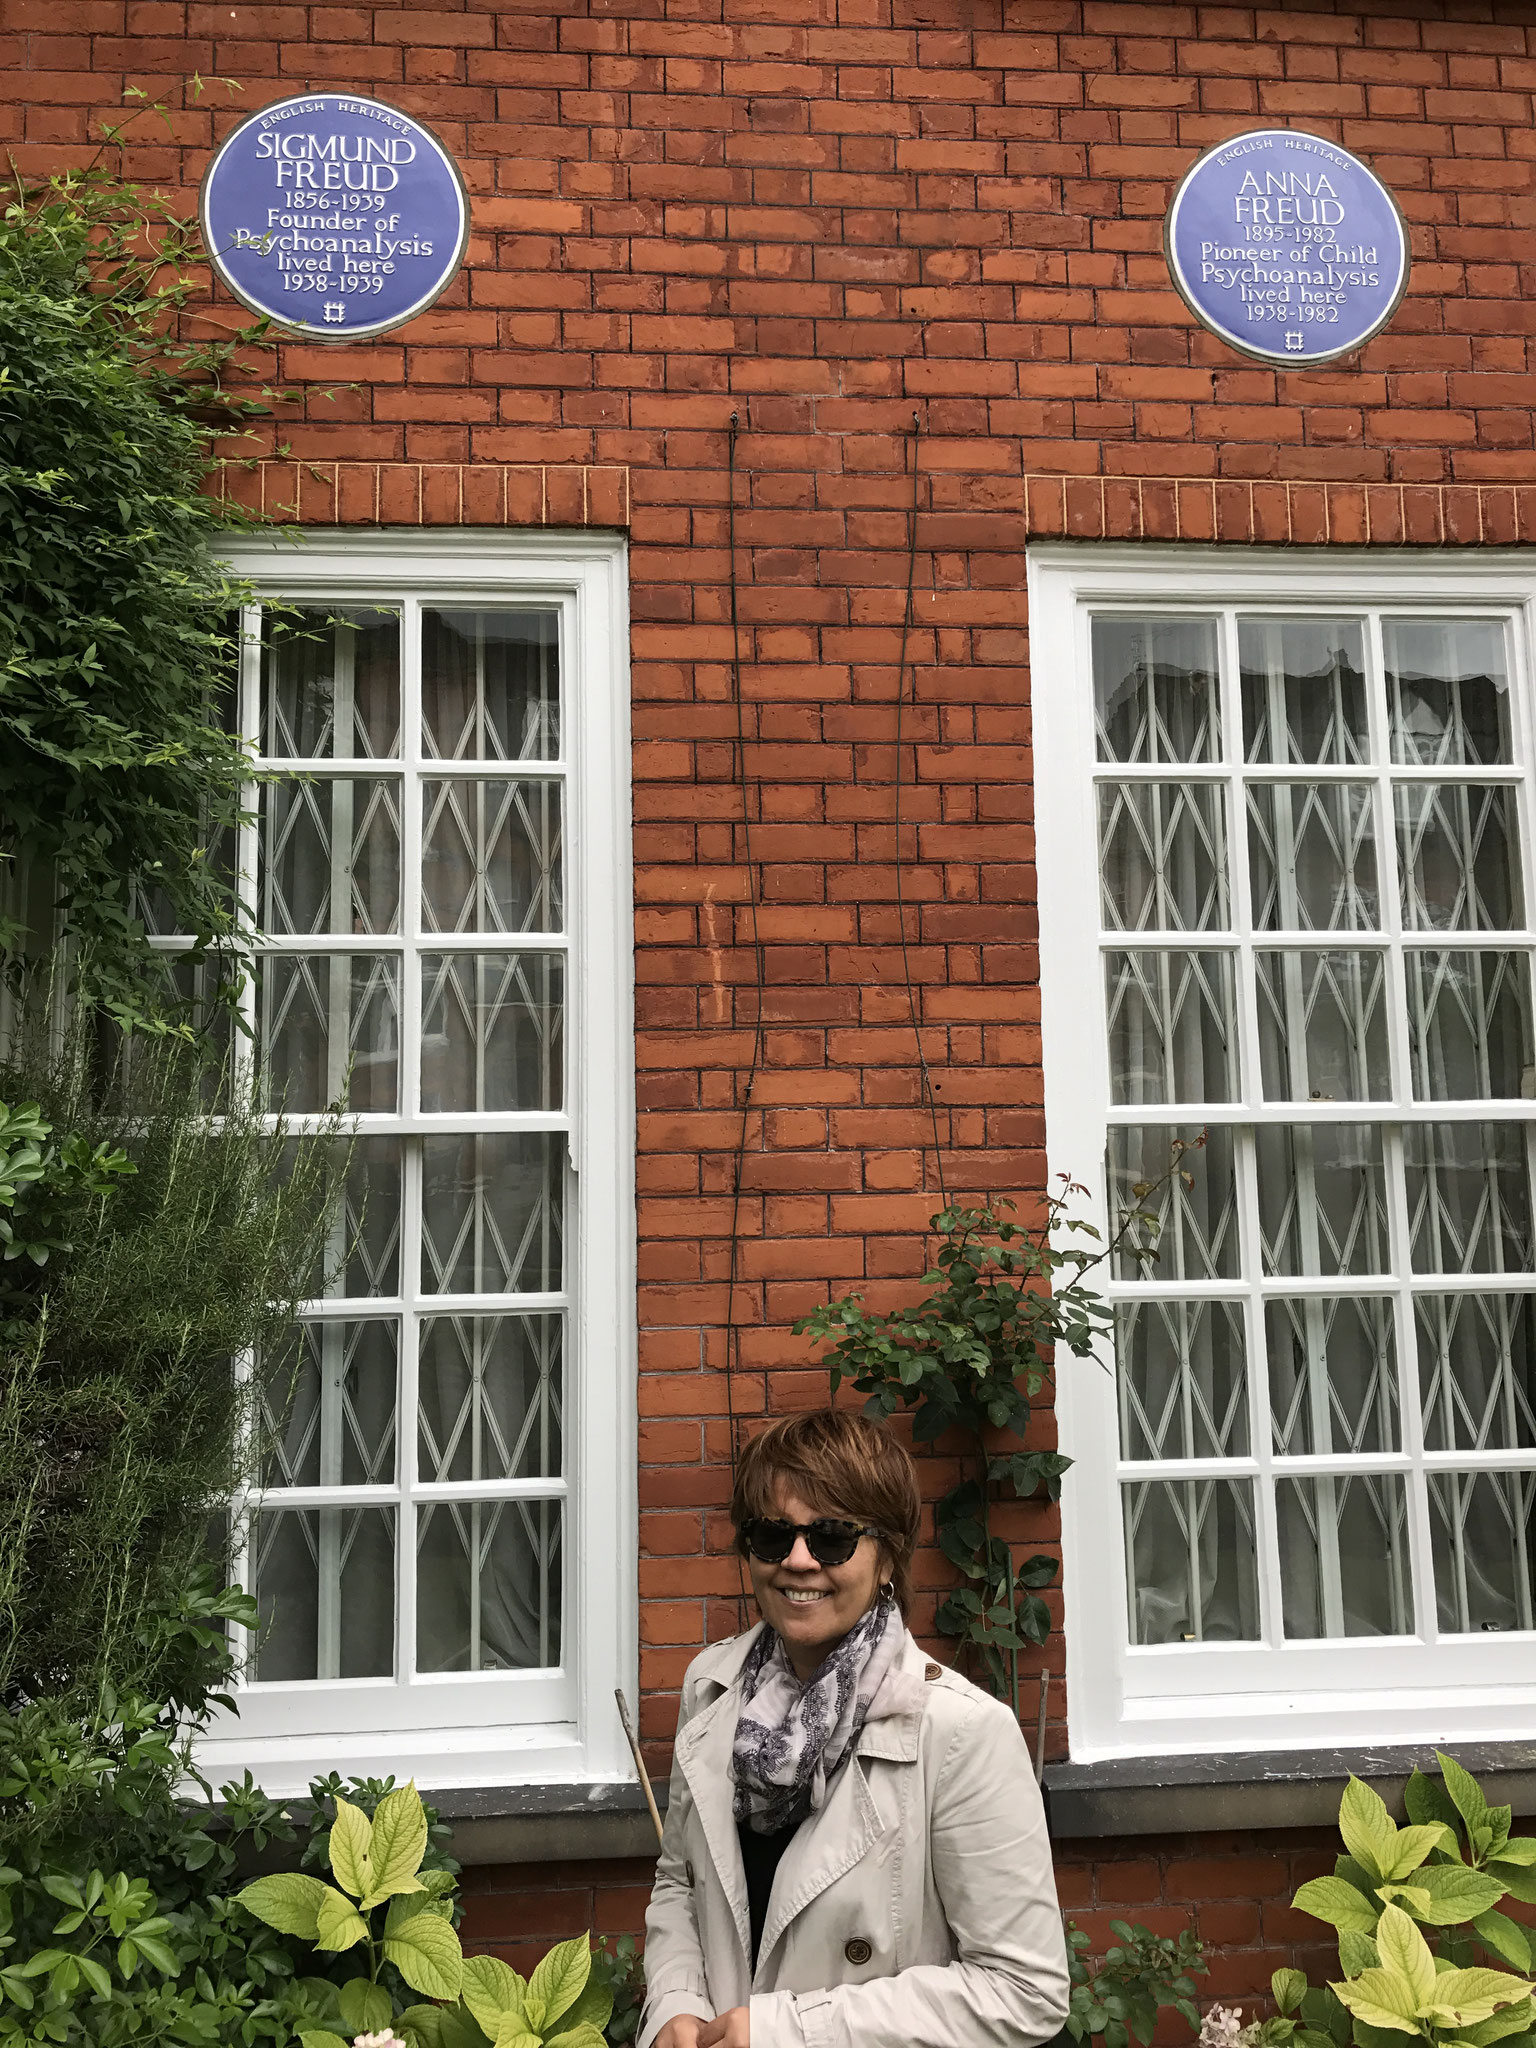 ENGLISH HERITAGE
SIGMUND
FREUD
1856-1939
Founder of
Psychoanalysis
lived here
1938-1939
ENGLISH HERITAGE
ANNA
FREUD
1895-1982
Pioneer of Child
Psychoanalysis
lived here
1938-1982